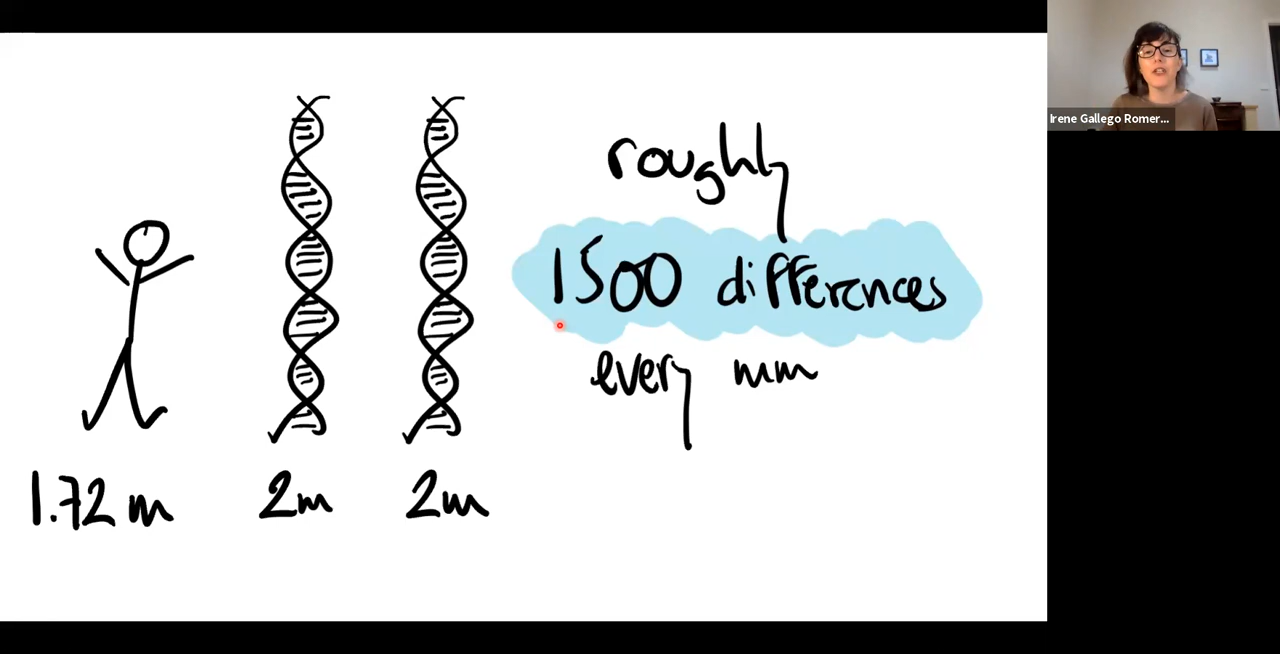 roughly
1500 differences
every mm
1.72 m
2m
2m
Irene Gallego Romer...